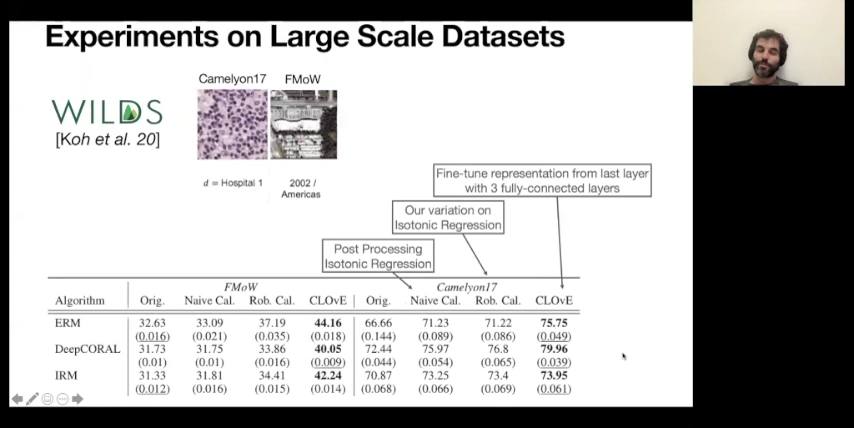 Experiments on Large Scale Datasets
Camelyon17 FMoW
WILDS
[Koh et al. 20]
d = Hospital 1 2002 /
Americas
Fine-tune representation from last layer
with 3 fully-connected layers
Our variation on
Isotonic Regression
Post Processing
Isotonic Regression
FMoW Camelyon17
Algorithm Orig. Naive Cal. Rob. Cal. CLOvE Orig. Naive Cal. Rob. Cal. CLOvE
ERM 32.63 33.09 37.19 44.16 66.66 71.23 71.22 75.75
(0.016) (0.021) (0.035) (0.018) (0.144) (0.089) (0.086) (0.049)
DeepCORAL 31.73 31.75 33.86 40.05 72.44 75.97 76.8 79.96
(0.01) (0.01) (0.016) (0.009) (0.044) (0.054) (0.065) (0.039)
IRM 31.33 31.81 34.41 42.24 70.87 73.25 73.4 73.95
(0.012) (0.016) (0.015) (0.014) (0.068) (0.066) (0.069) (0.061)